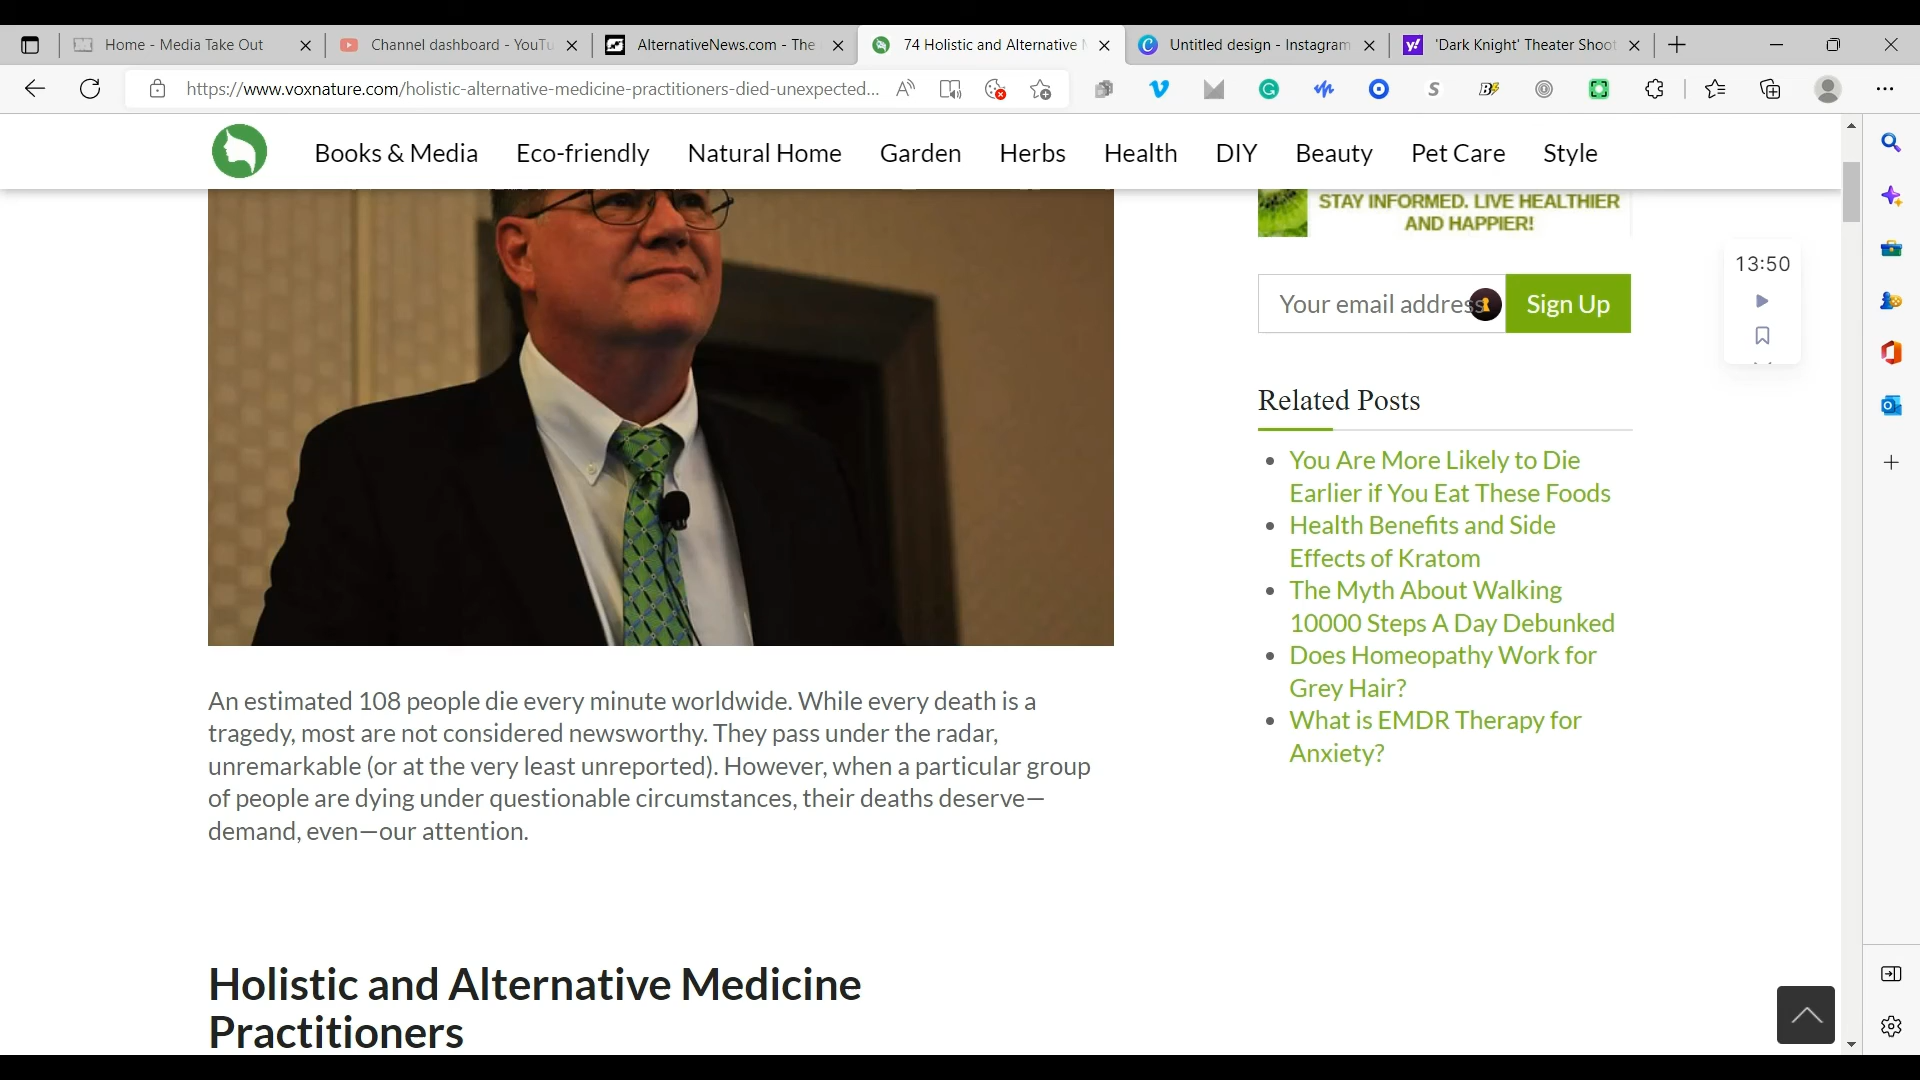 Home - Media Take Out
Channel dashboard - YouTu
AlternativeNews.com - The
74 Holistic and Alternative
Untitled design - Instagram
'Dark Knight' Theater Shoot
https://www.voxnature.com/holistic-alternative-medicine-practitioners-died-unexpected...
Books & Media
Eco-friendly
Natural Home
Garden
Herbs
Health
DIY
Beauty
Pet Care
Style
STAY INFORMED. LIVE HEALTHIER
AND HAPPIER!
13:50
Your email address
Sign Up
Related Posts
You Are More Likely to Die
Earlier if You Eat These Foods
Health Benefits and Side
Effects of Kratom
The Myth About Walking
10000 Steps A Day Debunked
Does Homeopathy Work for
Grey Hair?
What is EMDR Therapy for
Anxiety?
An estimated 108 people die every minute worldwide. While every death is a
tragedy, most are not considered newsworthy. They pass under the radar,
unremarkable (or at the very least unreported). However, when a particular group
of people are dying under questionable circumstances, their deaths deserve—
demand, even—our attention.
Holistic and Alternative Medicine
Practitioners